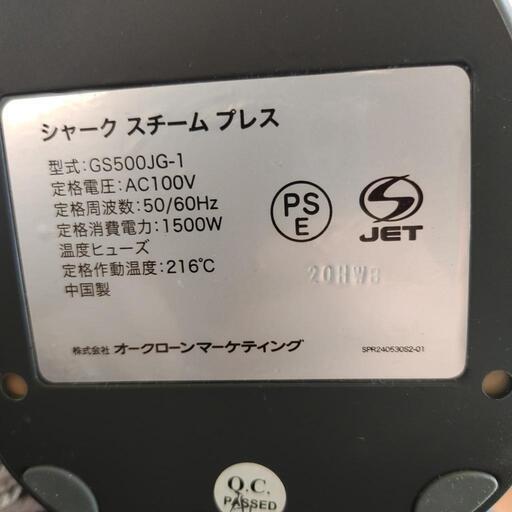 シャーク スチーム プレス
型式:GS500JG-1
定格電圧:AC100V
定格周波数:50/60Hz
定格消費電力:1500W
温度ヒューズ
定格作動温度:216℃
中国製
PS
E
JET
20HW8
株式会社 オークローンマーケティング
SPR240530S2-01
Q.C.
PASSED